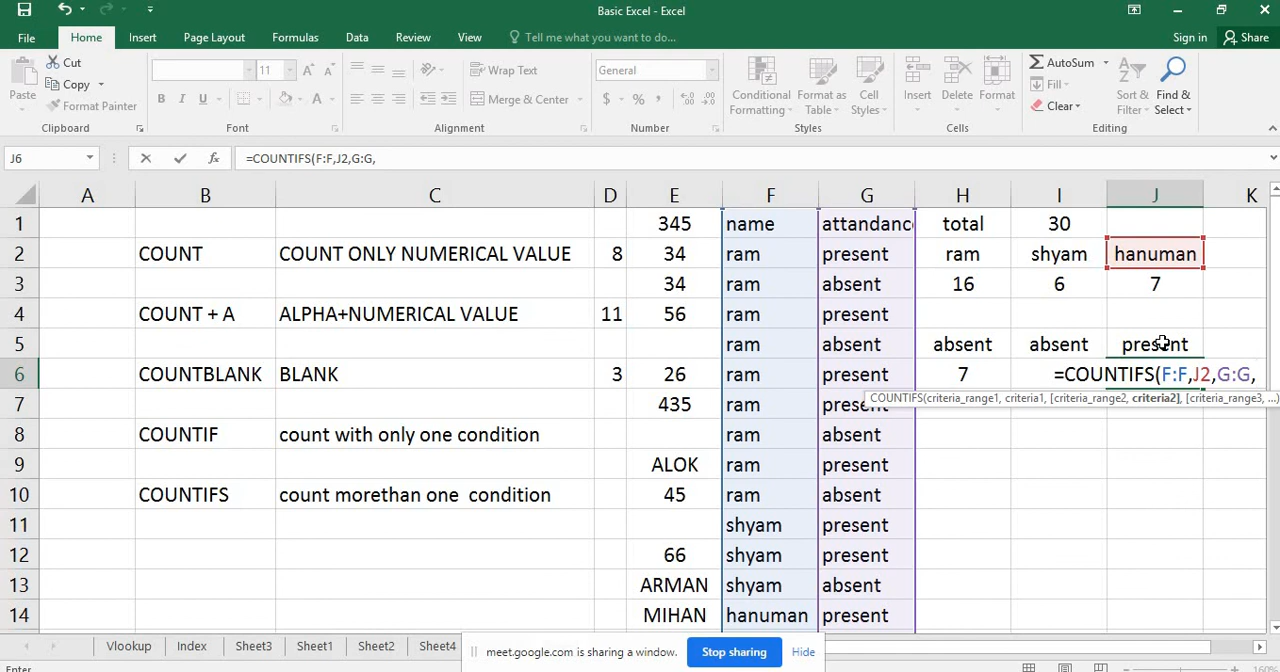 Basic Excel - Excel
File Home Insert Page Layout Formulas Data Review View Tell me what you want to do... Sign in Share
Paste Cut Copy Format Painter
11
Wrap Text
Merge & Center
General
$ % ,
Conditional Formatting
Format as Table
Cell Styles
Insert Delete Format
AutoSum
Fill
Clear
Sort & Filter
Find & Select
Clipboard Font Alignment Number Styles Cells Editing
J6 fx =COUNTIFS(F:F,J2,G:G,
A B C D E F G H I J K
1 345 name attandanc total 30
2 COUNT COUNT ONLY NUMERICAL VALUE 8 34 ram present ram shyam hanuman
3 34 ram absent 16 6 7
4 COUNT + A ALPHA+NUMERICAL VALUE 11 56 ram present
5 ram absent absent absent present
6 COUNTBLANK BLANK 3 26 ram present 7 =COUNTIFS(F:F,J2,G:G,
COUNTIFS(criteria_range1, criteria1, [criteria_range2, criteria2], [criteria_range3, ...)
7 435 ram present
8 COUNTIF count with only one condition ram absent
9 ALOK ram present
10 COUNTIFS count morethan one condition 45 ram absent
11 shyam present
12 66 shyam present
13 ARMAN shyam absent
14 MIHAN hanuman present
Vlookup Index Sheet3 Sheet1 Sheet2 Sheet4
meet.google.com is sharing a window. Stop sharing Hide
Enter
160%